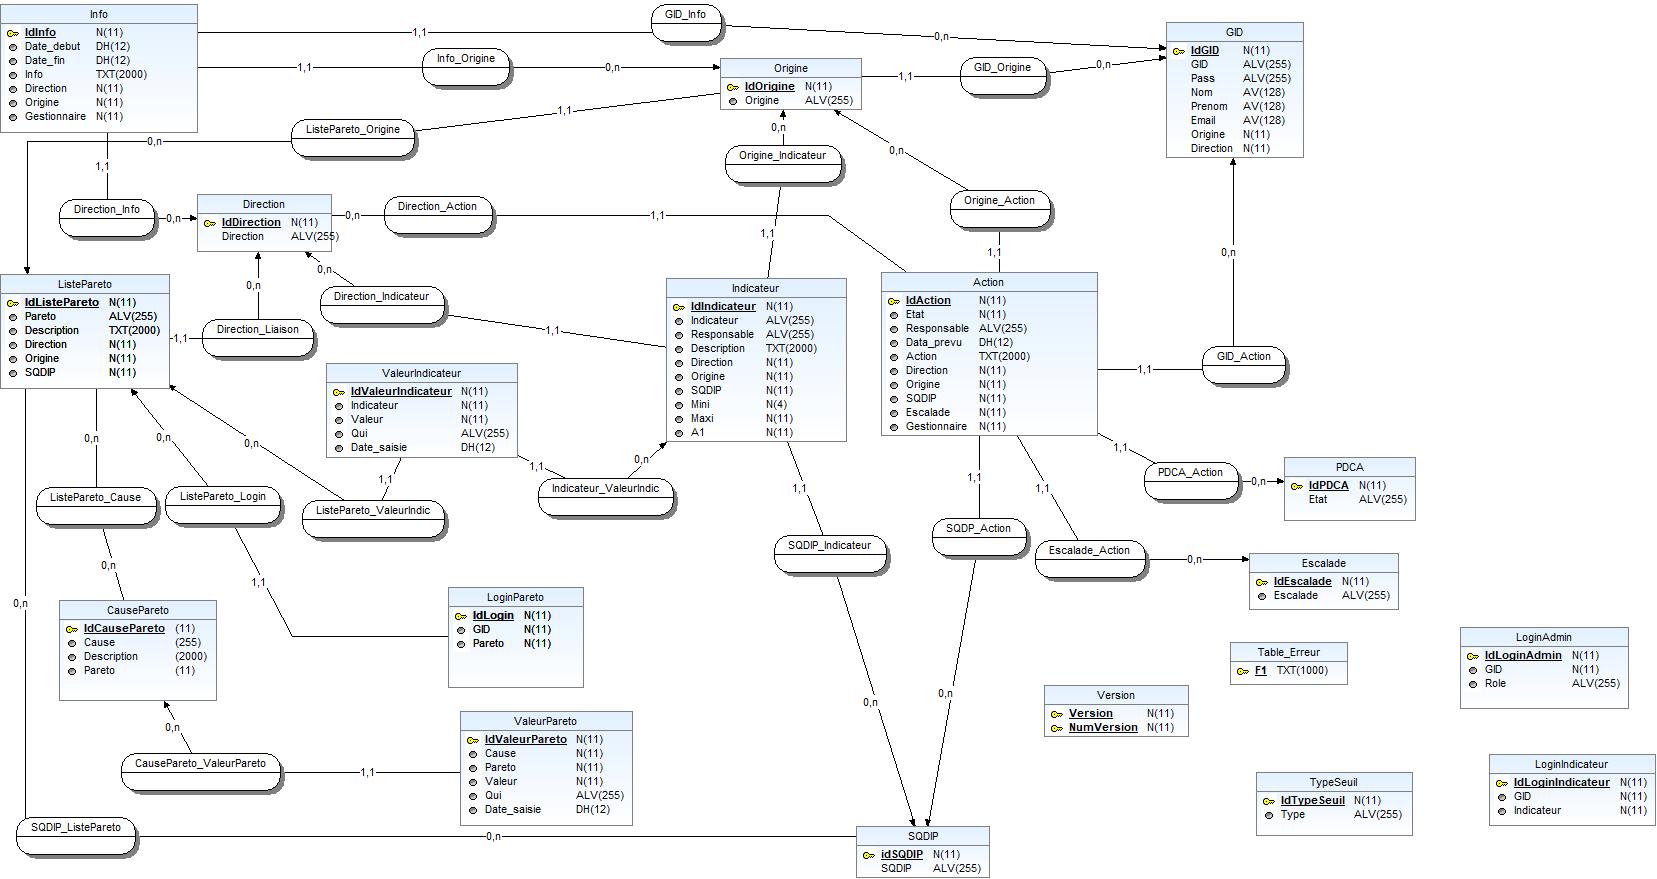 Info
IdInfo N(11)
Date_debut DH(12)
Date_fin DH(12)
Info TXT(2000)
Direction N(11)
Origine N(11)
Gestionnaire N(11)
1,1
GID_Info
0,n
1,1
Info_Origine
0,n
Origine
IdOrigine N(11)
Origine ALV(255)
1,1
GID_Origine
0,n
GID
IdGID N(11)
GID ALV(255)
Pass ALV(255)
Nom AV(128)
Prenom AV(128)
Email AV(128)
Origine N(11)
Direction N(11)
1,1
ListePareto_Origine
0,n
0,n
Origine_Indicateur
1,1
0,n
Origine_Action
1,1
1,1
Direction_Info
0,n
Direction
IdDirection N(11)
Direction ALV(255)
0,n
Direction_Action
1,1
0,n
Direction_Liaison
1,1
0,n
Direction_Indicateur
1,1
0,n
GID_Action
1,1
ListePareto
IdListePareto N(11)
Pareto ALV(255)
Description TXT(2000)
Direction N(11)
Origine N(11)
SQDIP N(11)
Indicateur
IdIndicateur N(11)
Indicateur ALV(255)
Responsable ALV(255)
Description TXT(2000)
Direction N(11)
Origine N(11)
SQDIP N(11)
Mini N(4)
Maxi N(11)
A1 N(11)
Action
IdAction N(11)
Etat N(11)
Responsable ALV(255)
Data_prevu DH(12)
Action TXT(2000)
Direction N(11)
Origine N(11)
SQDIP N(11)
Escalade N(11)
Gestionnaire N(11)
ValeurIndicateur
IdValeurIndicateur N(11)
Indicateur N(11)
Valeur N(11)
Qui ALV(255)
Date_saisie DH(12)
0,n
ListePareto_Cause
0,n
0,n
ListePareto_Login
1,1
0,n
ListePareto_ValeurIndic
1,1
1,1
Indicateur_ValeurIndic
0,n
1,1
SQDIP_Indicateur
0,n
1,1
SQDP_Action
0,n
1,1
Escalade_Action
0,n
1,1
PDCA_Action
0,n
PDCA
IdPDCA N(11)
Etat ALV(255)
Escalade
IdEscalade N(11)
Escalade ALV(255)
CausePareto
IdCausePareto (11)
Cause (255)
Description (2000)
Pareto (11)
LoginPareto
IdLogin N(11)
GID N(11)
Pareto N(11)
0,n
CausePareto_ValeurPareto
1,1
ValeurPareto
IdValeurPareto N(11)
Cause N(11)
Pareto N(11)
Valeur N(11)
Qui ALV(255)
Date_saisie DH(12)
0,n
SQDIP_ListePareto
0,n
SQDIP
idSQDIP N(11)
SQDIP ALV(255)
Table_Erreur
F1 TXT(1000)
Version
Version N(11)
NumVersion N(11)
LoginAdmin
IdLoginAdmin N(11)
GID N(11)
Role ALV(255)
TypeSeuil
IdTypeSeuil N(11)
Type ALV(255)
LoginIndicateur
IdLoginIndicateur N(11)
GID N(11)
Indicateur N(11)